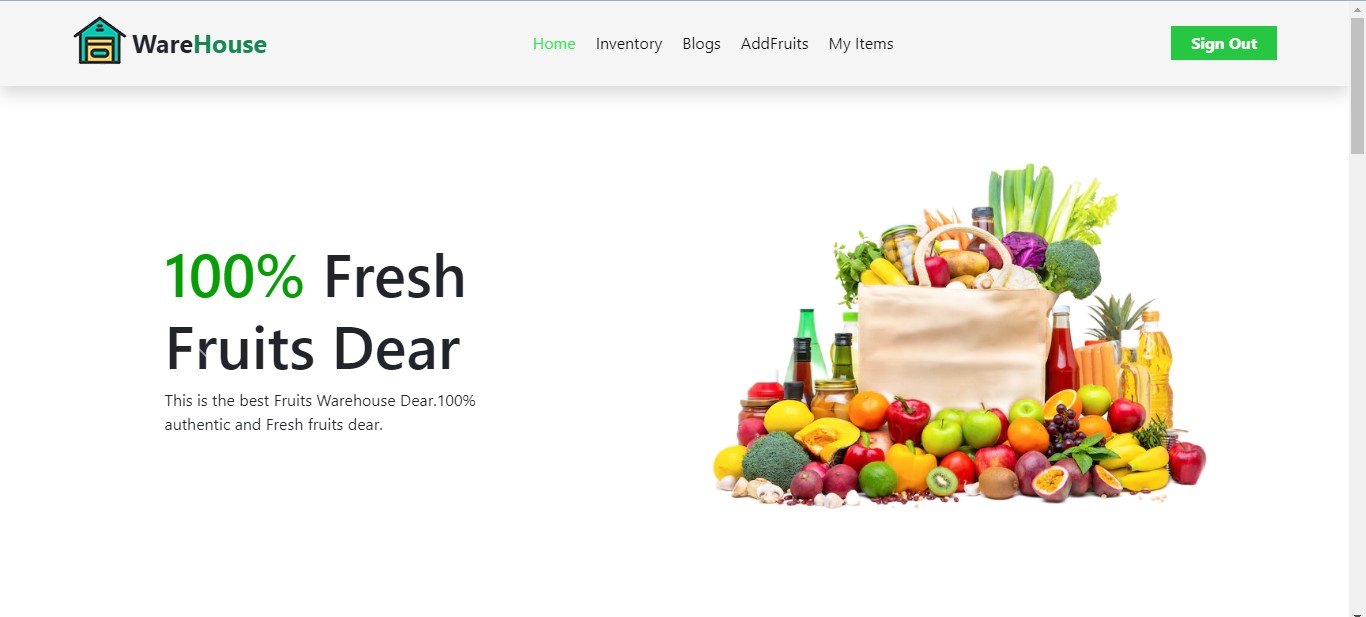 WareHouse
Home Inventory Blogs AddFruits My Items
Sign Out
100% Fresh
Fruits Dear
This is the best Fruits Warehouse Dear.100%
authentic and Fresh fruits dear.